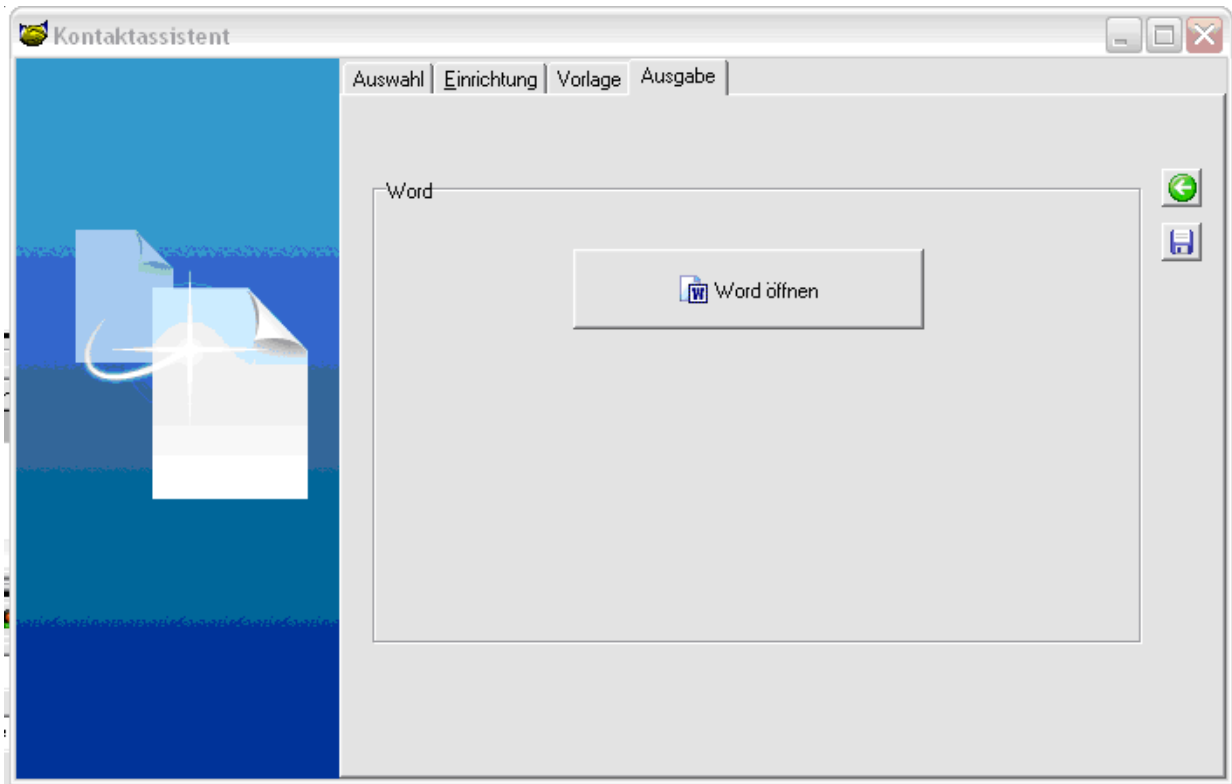 Kontaktassistent
Auswahl Einrichtung Vorlage Ausgabe
Word
Word öffnen